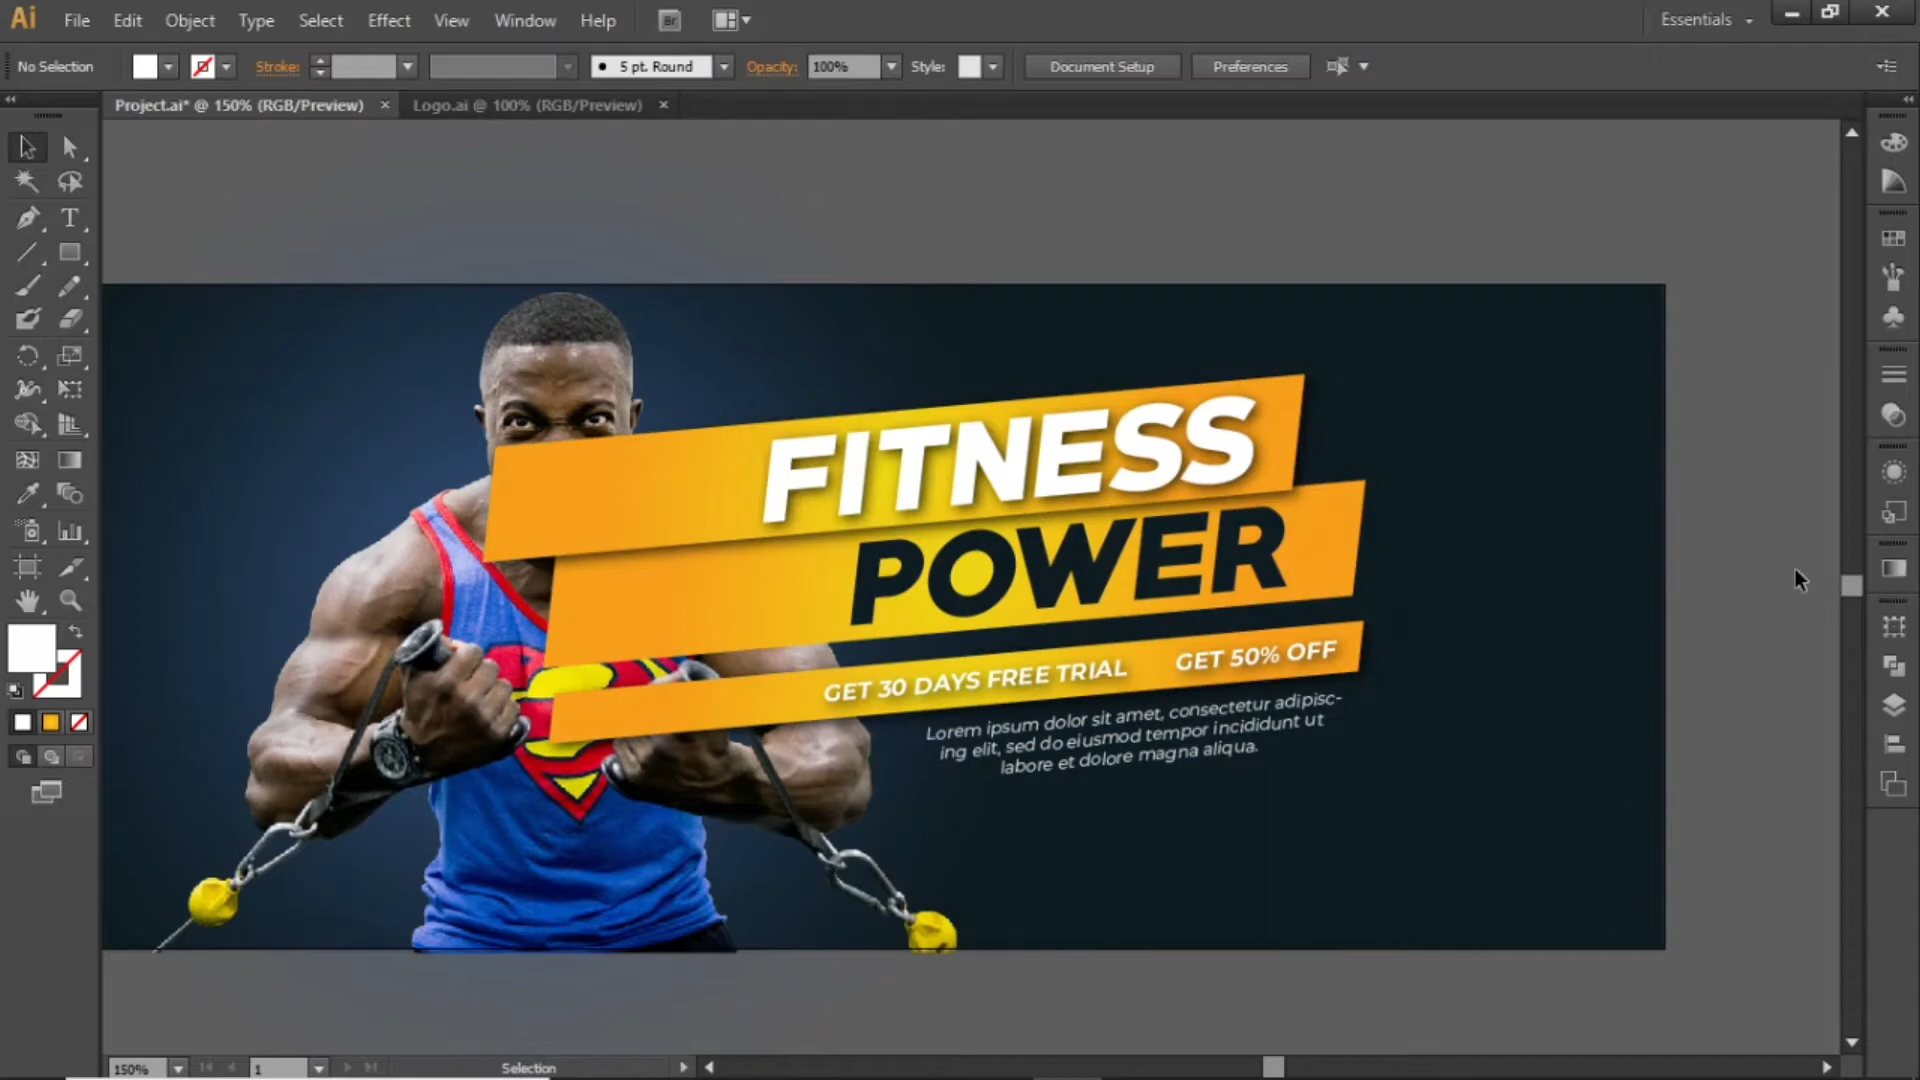 Ai File Edit Object Type Select Effect View Window Help Br Essentials
No Selection Stroke: 5 pt. Round Opacity: 100% Style: Document Setup Preferences
Project.ai* @ 150% (RGB/Preview) × Logo.ai @ 100% (RGB/Preview) ×
FITNESS
POWER
GET 30 DAYS FREE TRIAL GET 50% OFF
Lorem ipsum dolor sit amet, consectetur adipisc-
ing elit, sed do eiusmod tempor incididunt ut
labore et dolore magna aliqua.
150% 1 Selection